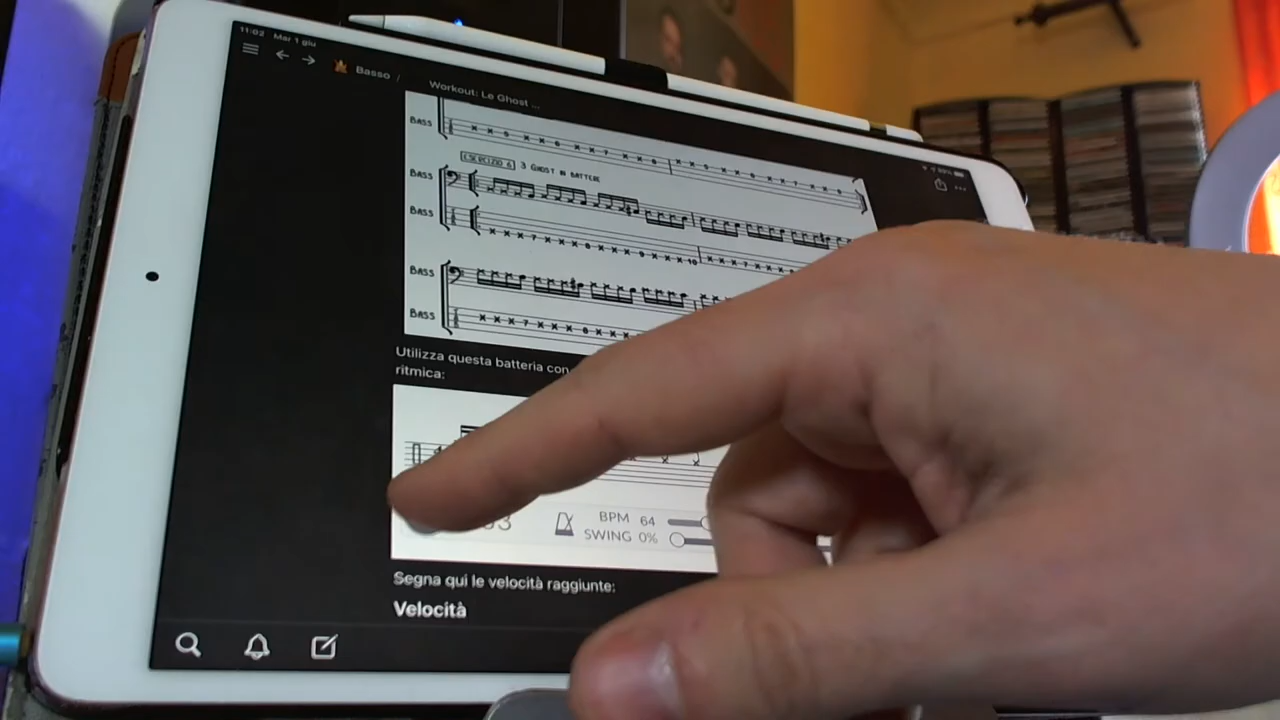 11:02 Mar 1 giu
Basso /
Workout: Le Ghost ...
BASS
ESERCIZIO 6 3 GHOST IN BATTERE
BASS
BASS
BASS
BASS
Utilizza questa batteria con
ritmica:
BPM 64
SWING 0%
Segna qui le velocità raggiunte:
Velocità